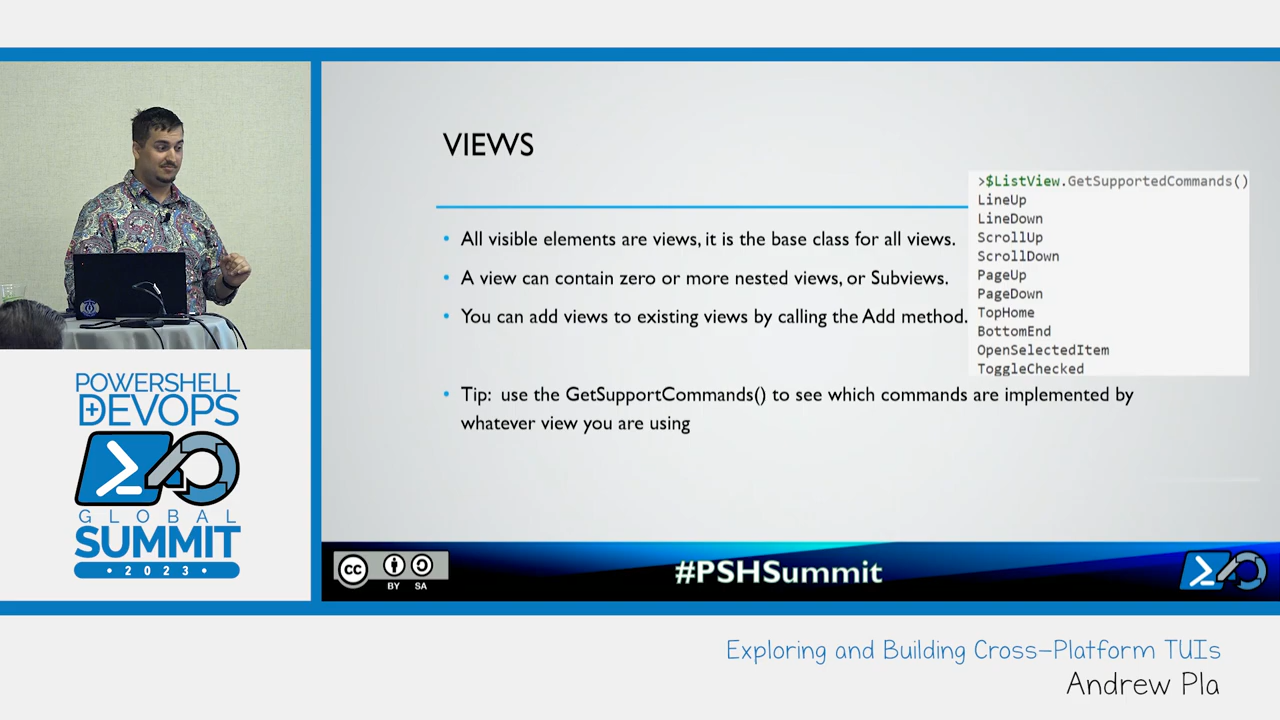 VIEWS
All visible elements are views, it is the base class for all views.
A view can contain zero or more nested views, or Subviews.
You can add views to existing views by calling the Add method.
Tip: use the GetSupportCommands() to see which commands are implemented by
whatever view you are using
>$ListView.GetSupportedCommands()
LineUp
LineDown
ScrollUp
ScrollDown
PageUp
PageDown
TopHome
BottomEnd
OpenSelectedItem
ToggleChecked
POWERSHELL
+DEVOPS
GLOBAL
SUMMIT
• 2023 •
cc
BY SA
#PSHSummit
Exploring and Building Cross-Platform TUIs
Andrew Pla